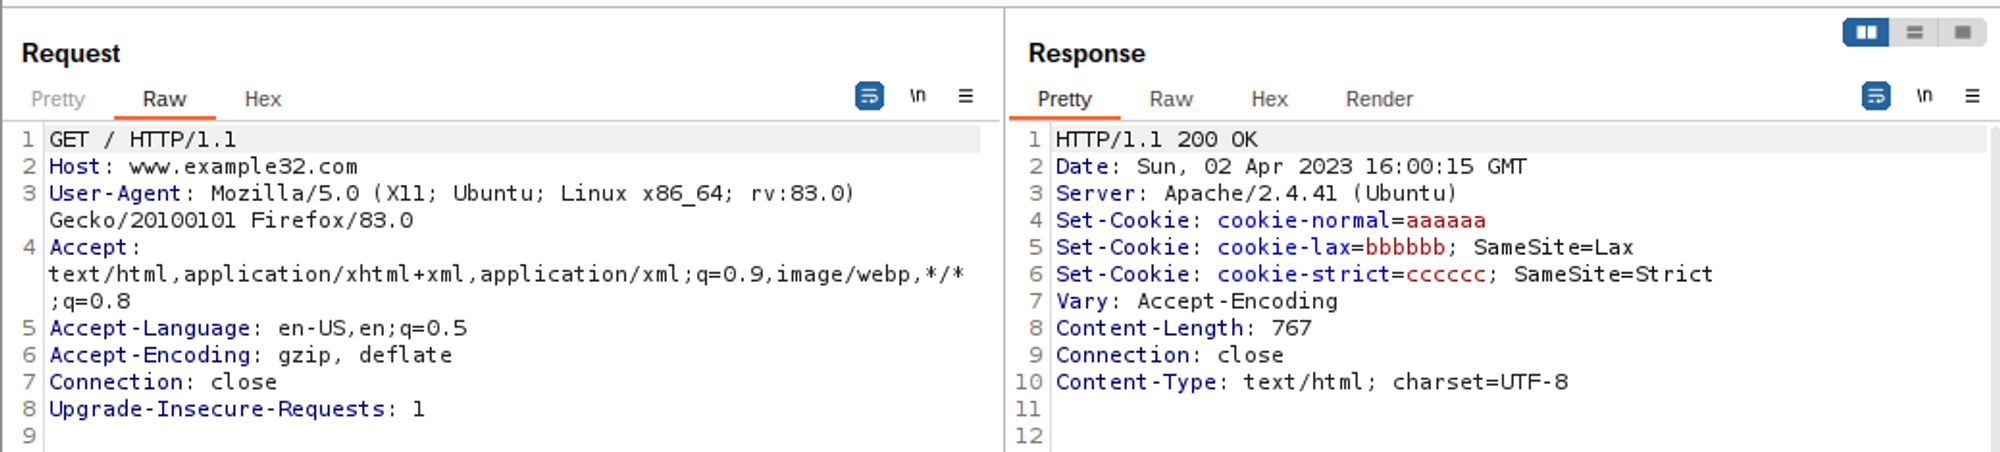 Request
Pretty Raw Hex \n
1 GET / HTTP/1.1
2 Host: www.example32.com
3 User-Agent: Mozilla/5.0 (X11; Ubuntu; Linux x86_64; rv:83.0)
Gecko/20100101 Firefox/83.0
4 Accept:
text/html,application/xhtml+xml,application/xml;q=0.9,image/webp,*/*
;q=0.8
5 Accept-Language: en-US,en;q=0.5
6 Accept-Encoding: gzip, deflate
7 Connection: close
8 Upgrade-Insecure-Requests: 1
9
Response
Pretty Raw Hex Render \n
1 HTTP/1.1 200 OK
2 Date: Sun, 02 Apr 2023 16:00:15 GMT
3 Server: Apache/2.4.41 (Ubuntu)
4 Set-Cookie: cookie-normal=aaaaaa
5 Set-Cookie: cookie-lax=bbbbbb; SameSite=Lax
6 Set-Cookie: cookie-strict=cccccc; SameSite=Strict
7 Vary: Accept-Encoding
8 Content-Length: 767
9 Connection: close
10 Content-Type: text/html; charset=UTF-8
11
12